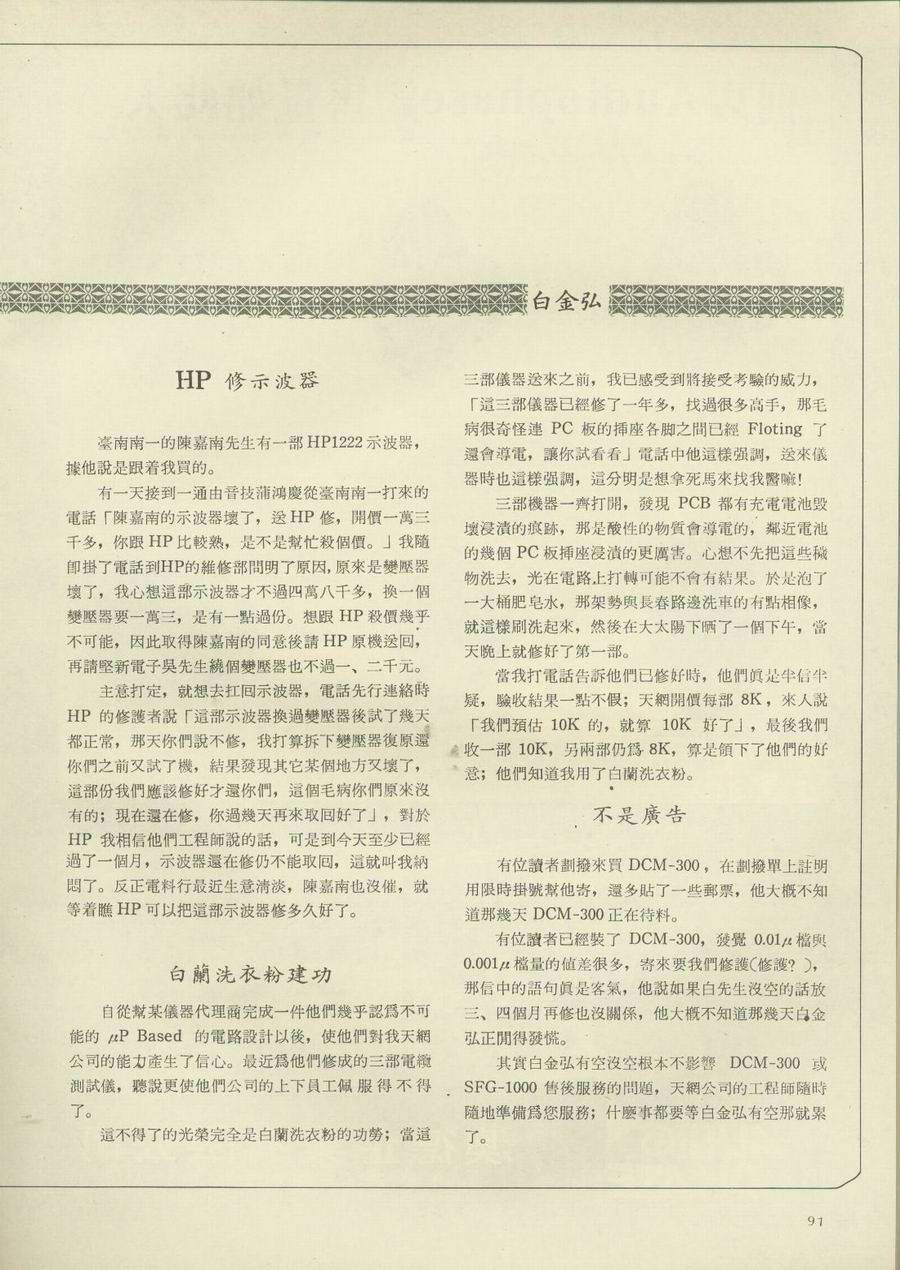 白金弘
HP 修示波器
臺南南一的陳嘉南先生有一部 HP1222 示波器，
據他說是跟着我買的。
有一天接到一通由音技蒲鴻慶從臺南南一打來的
電話「陳嘉南的示波器壞了，送 HP 修，開價一萬三
千多，你跟 HP 比較熟，是不是幫忙殺個價。」我隨
卽掛了電話到HP的維修部問明了原因，原來是變壓器
壞了，我心想這部示波器才不過四萬八千多，換一個
變壓器要一萬三，是有一點過份。想跟 HP 殺價幾乎
不可能，因此取得陳嘉南的同意後請 HP 原機送回，
再請堅新電子吳先生繞個變壓器也不過一、二千元。
主意打定，就想去扛回示波器，電話先行連絡時
HP 的修護者說「這部示波器換過變壓器後試了幾天
都正常，那天你們說不修，我打算拆下變壓器復原還
你們之前又試了機，結果發現其它某個地方又壞了，
這部份我們應該修好才還你們，這個毛病你們原來沒
有的；現在還在修，你過幾天再來取回好了」，對於
HP 我相信他們工程師說的話，可是到今天至少已經
過了一個月，示波器還在修仍不能取回，這就叫我納
悶了。反正電料行最近生意清淡，陳嘉南也沒催，就
等着瞧 HP 可以把這部示波器修多久好了。
白蘭洗衣粉建功
自從幫某儀器代理商完成一件他們幾乎認爲不可
能的 μP Based 的電路設計以後，使他們對我天網
公司的能力產生了信心。最近爲他們修成的三部電纜
測試儀，聽說更使他們公司的上下員工佩服得不得
了。
這不得了的光榮完全是白蘭洗衣粉的功勞；當這
三部儀器送來之前，我已感受到將接受考驗的威力，
「這三部儀器已經修了一年多，找過很多高手，那毛
病很奇怪連 PC 板的揷座各脚之間已經 Floting 了
還會導電，讓你試看看」電話中他這樣强調，送來儀
器時也這樣强調，這分明是想拿死馬來找我醫嘛！
三部機器一齊打開，發現 PCB 都有充電電池毁
壞浸漬的痕跡，那是酸性的物質會導電的，鄰近電池
的幾個 PC 板揷座浸漬的更厲害。心想不先把這些穢
物洗去，光在電路上打轉可能不會有結果。於是泡了
一大桶肥皂水，那架勢與長春路邊洗車的有點相像，
就這樣刷洗起來，然後在大太陽下晒了一個下午，當
天晚上就修好了第一部。
當我打電話告訴他們已修好時，他們眞是半信半
疑，驗收結果一點不假；天網開價每部 8K，來人說
「我們預估 10K 的，就算 10K 好了」，最後我們
收一部 10K，另兩部仍爲 8K，算是領下了他們的好
意；他們知道我用了白蘭洗衣粉。
不是廣告
有位讀者劃撥來買 DCM-300，在劃撥單上註明
用限時掛號幫他寄，還多貼了一些郵票，他大概不知
道那幾天 DCM-300 正在待料。
有位讀者已經裝了 DCM-300，發覺 0.01μ 檔與
0.001μ 檔量的值差很多，寄來要我們修護(修護？)，
那信中的語句眞是客氣，他說如果白先生沒空的話放
三、四個月再修也沒關係，他大概不知道那幾天白金
弘正閒得發慌。
其實白金弘有空沒空根本不影響 DCM-300 或
SFG-1000 售後服務的問題，天網公司的工程師隨時
隨地準備爲您服務；什麼事都要等白金弘有空那就累
了。
91